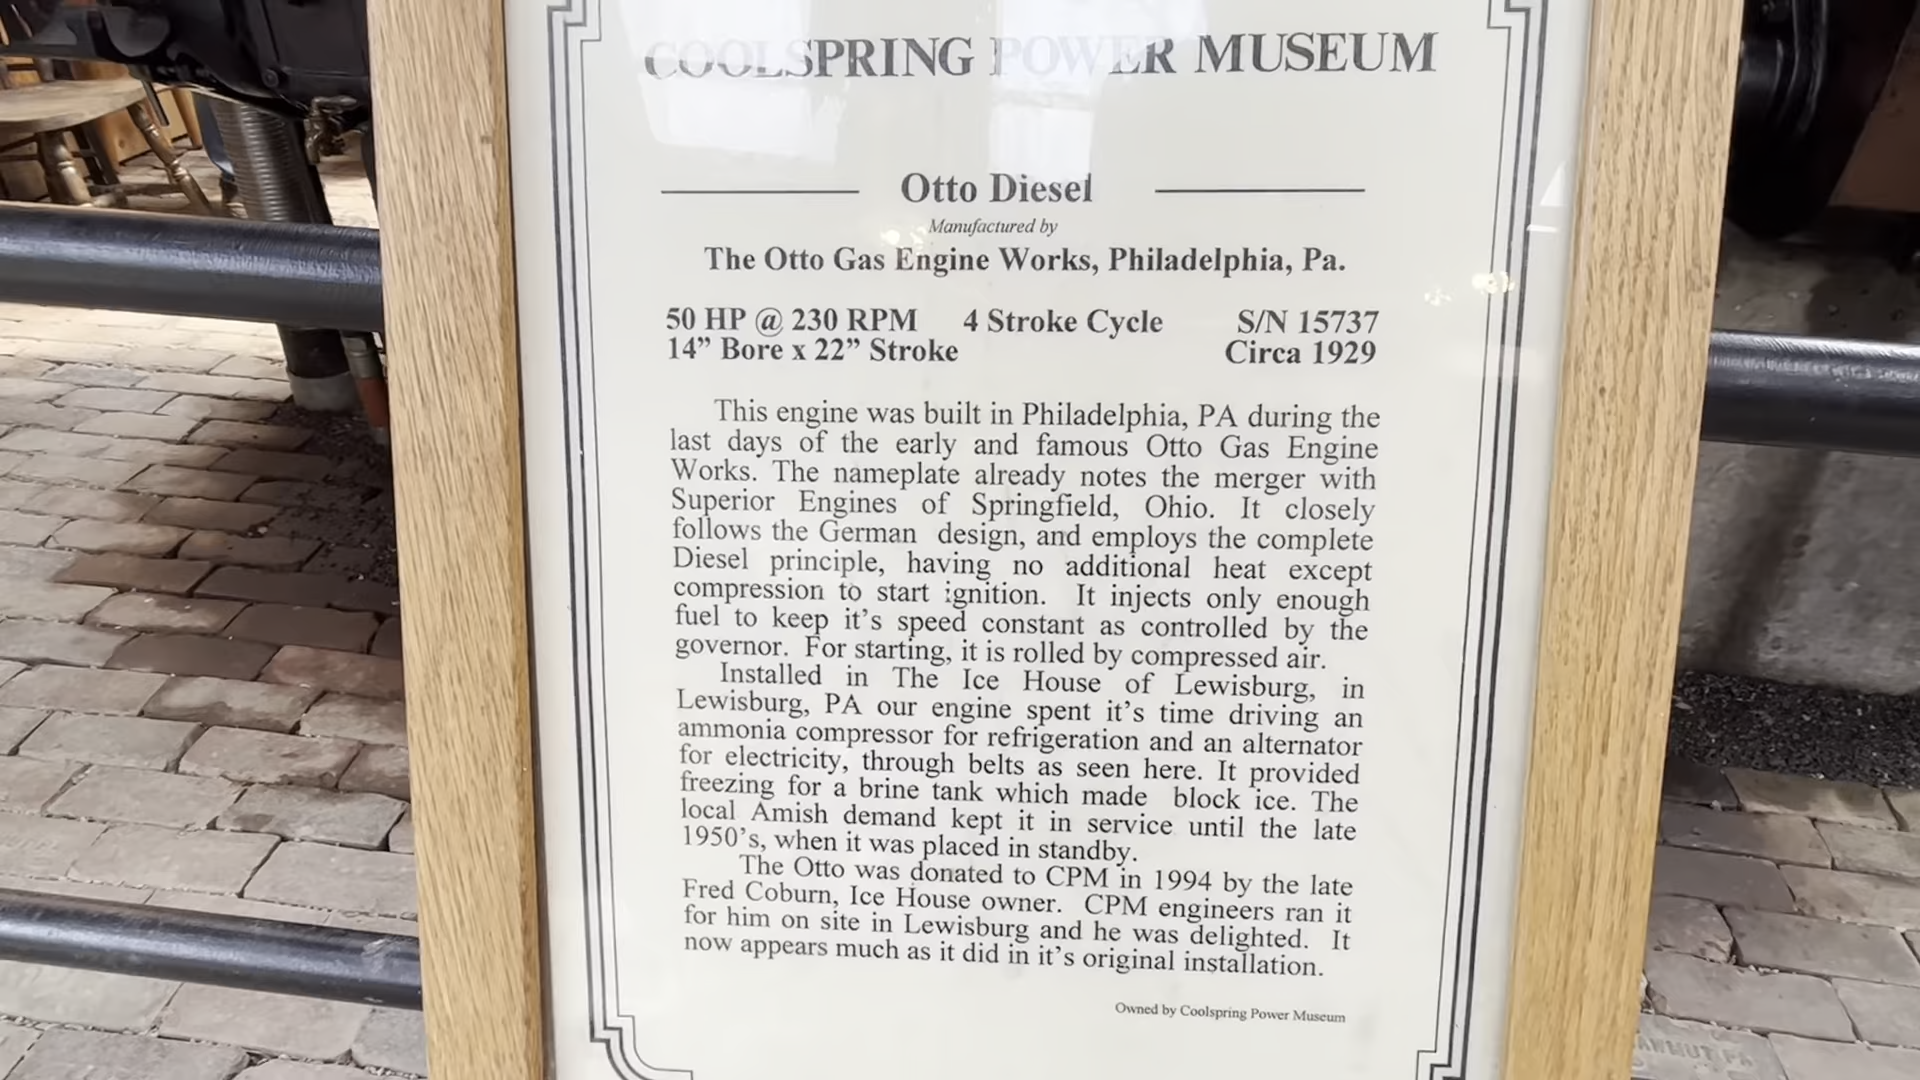 COOLSPRING POWER MUSEUM
Otto Diesel
Manufactured by
The Otto Gas Engine Works, Philadelphia, Pa.
50 HP @ 230 RPM 4 Stroke Cycle S/N 15737
14” Bore x 22” Stroke Circa 1929
This engine was built in Philadelphia, PA during the
last days of the early and famous Otto Gas Engine
Works. The nameplate already notes the merger with
Superior Engines of Springfield, Ohio. It closely
follows the German design, and employs the complete
Diesel principle, having no additional heat except
compression to start ignition. It injects only enough
fuel to keep it’s speed constant as controlled by the
governor. For starting, it is rolled by compressed air.
Installed in The Ice House of Lewisburg, in
Lewisburg, PA our engine spent it’s time driving an
ammonia compressor for refrigeration and an alternator
for electricity, through belts as seen here. It provided
freezing for a brine tank which made block ice. The
local Amish demand kept it in service until the late
1950’s, when it was placed in standby.
The Otto was donated to CPM in 1994 by the late
Fred Coburn, Ice House owner. CPM engineers ran it
for him on site in Lewisburg and he was delighted. It
now appears much as it did in it’s original installation.
Owned by Coolspring Power Museum